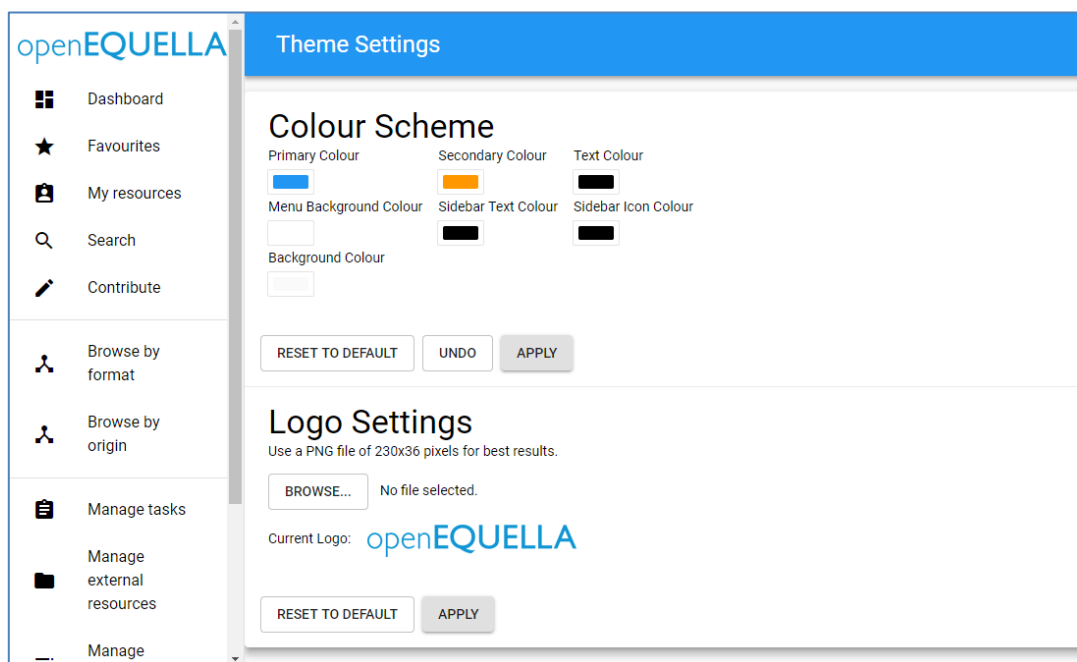 openEQUELLA
Dashboard
Favourites
My resources
Search
Contribute
Browse by
format
Browse by
origin
Manage tasks
Manage
external
resources
Manage
Theme Settings
Colour Scheme
Primary Colour Secondary Colour Text Colour
Menu Background Colour Sidebar Text Colour Sidebar Icon Colour
Background Colour
RESET TO DEFAULT UNDO APPLY
Logo Settings
Use a PNG file of 230x36 pixels for best results.
BROWSE... No file selected.
Current Logo: openEQUELLA
RESET TO DEFAULT APPLY